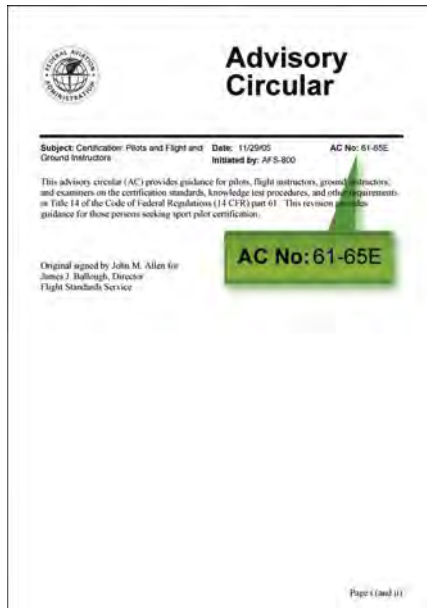 FEDERAL AVIATION
ADMINISTRATION
Advisory
Circular
Subject: Certification: Pilots and Flight and
Ground Instructors
Date: 11/29/05
Initiated by: AFS-800
AC No: 61-65E
This advisory circular (AC) provides guidance for pilots, flight instructors, ground instructors,
and examiners on the certification standards, knowledge test procedures, and other requirements
in Title 14 of the Code of Federal Regulations (14 CFR) part 61. This revision provides
guidance for those persons seeking sport pilot certification.
AC No: 61-65E
Original signed by John M. Allen for
James J. Ballough, Director
Flight Standards Service
Page i (and ii)